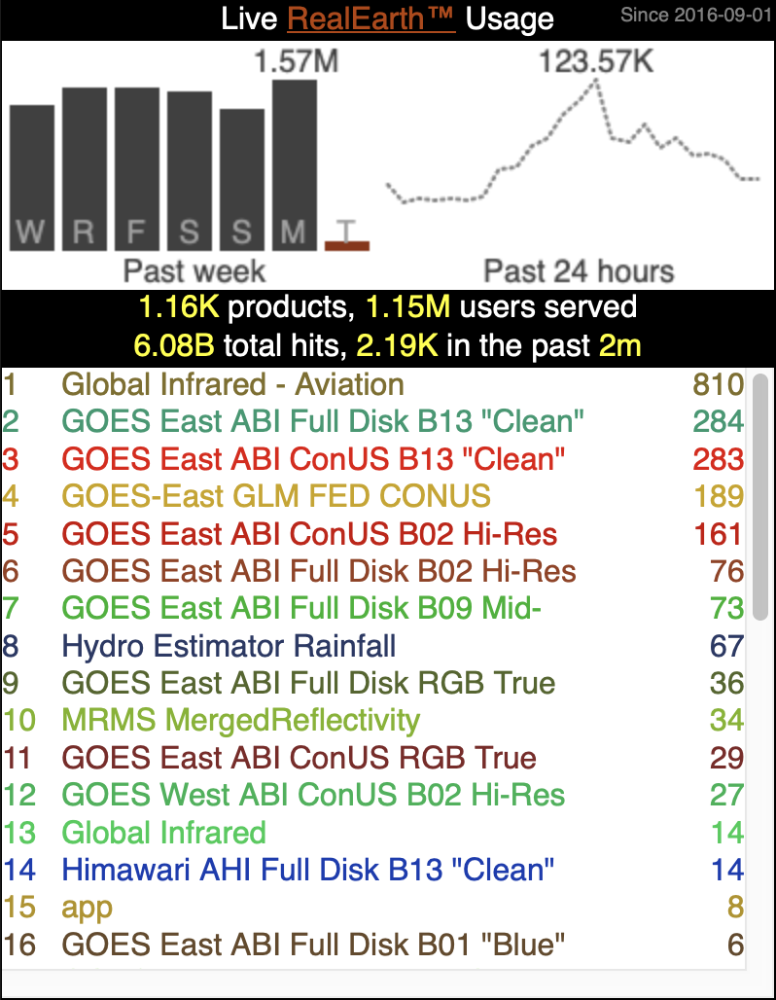 Live RealEarth™ Usage Since 2016-09-01
1.57M 123.57K
W R F S S M T
Past week Past 24 hours
1.16K products, 1.15M users served
6.08B total hits, 2.19K in the past 2m
1 Global Infrared - Aviation 810
2 GOES East ABI Full Disk B13 "Clean" 284
3 GOES East ABI ConUS B13 "Clean" 283
4 GOES-East GLM FED CONUS 189
5 GOES East ABI ConUS B02 Hi-Res 161
6 GOES East ABI Full Disk B02 Hi-Res 76
7 GOES East ABI Full Disk B09 Mid- 73
8 Hydro Estimator Rainfall 67
9 GOES East ABI Full Disk RGB True 36
10 MRMS MergedReflectivity 34
11 GOES East ABI ConUS RGB True 29
12 GOES West ABI ConUS B02 Hi-Res 27
13 Global Infrared 14
14 Himawari AHI Full Disk B13 "Clean" 14
15 app 8
16 GOES East ABI Full Disk B01 "Blue" 6